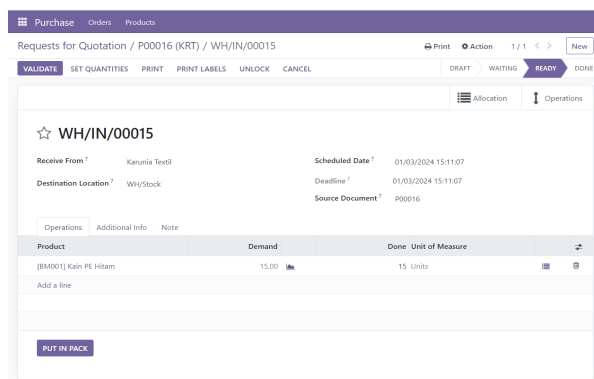 Purchase Orders Products
Requests for Quotation / P00016 (KRT) / WH/IN/00015 Print Action 1 / 1 New
VALIDATE SET QUANTITIES PRINT PRINT LABELS UNLOCK CANCEL DRAFT WAITING READY DONE
Allocation Operations
WH/IN/00015
Receive From ? Karunia Textil Scheduled Date ? 01/03/2024 15:11:07
Destination Location ? WH/Stock Deadline ? 01/03/2024 15:11:07
Source Document ? P00016
Operations Additional Info Note
Product Demand Done Unit of Measure
[BM001] Kain PE Hitam 15.00 15 Units
Add a line
PUT IN PACK